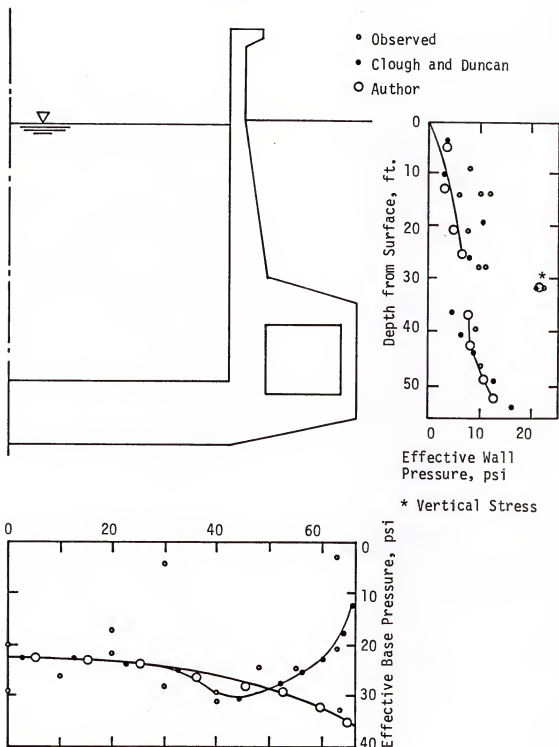 Observed
Clough and Duncan
Author
0
10
20
30
40
50
Depth from Surface, ft.
*
0 10 20
Effective Wall
Pressure, psi
* Vertical Stress
0 20 40 60
0
10
20
30
40
Effective Base Pressure, psi